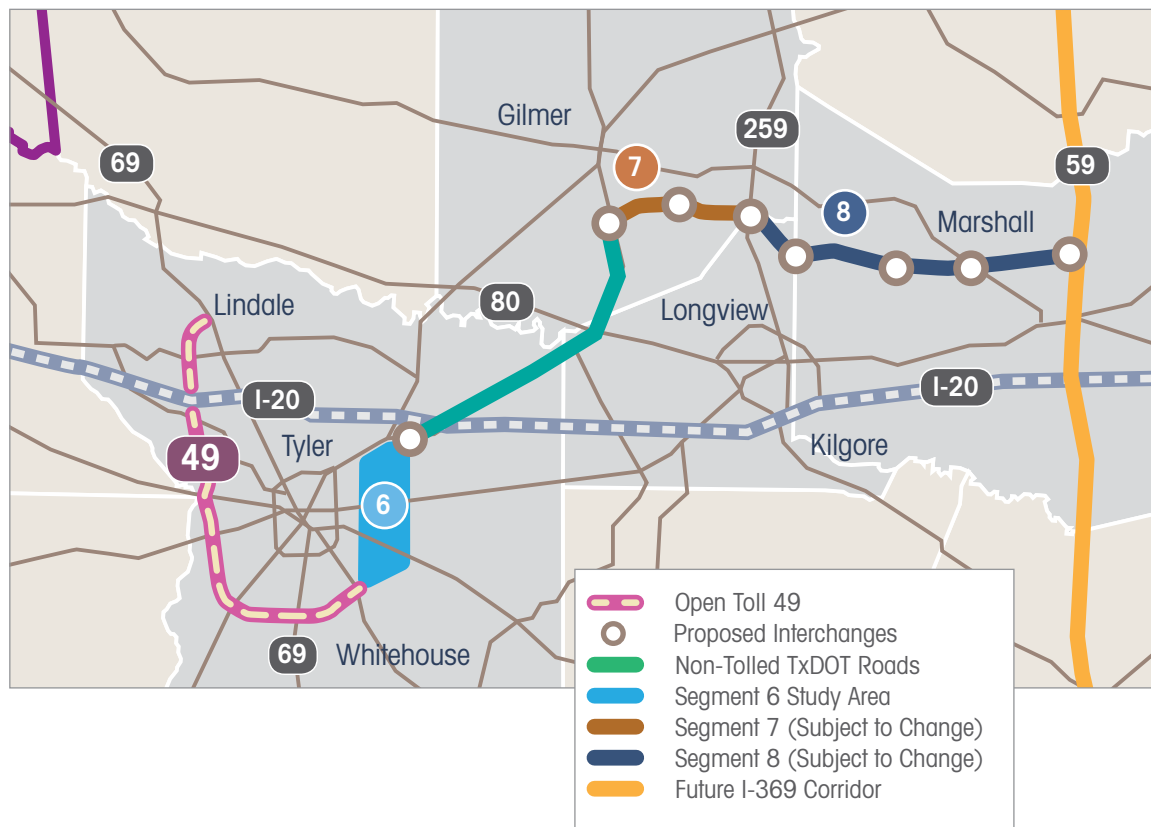 Gilmer
259
69
7
59
8
Marshall
Lindale
80
Longview
I-20
I-20
Tyler
Kilgore
49
6
69
Whitehouse
Open Toll 49
Proposed Interchanges
Non-Tolled TxDOT Roads
Segment 6 Study Area
Segment 7 (Subject to Change)
Segment 8 (Subject to Change)
Future I-369 Corridor